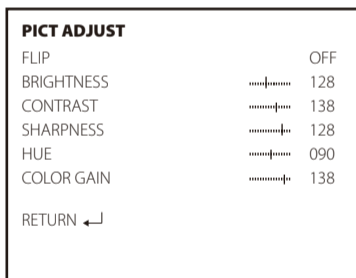 PICT ADJUST
FLIP OFF
BRIGHTNESS 128
CONTRAST 138
SHARPNESS 128
HUE 090
COLOR GAIN 138
RETURN ↵